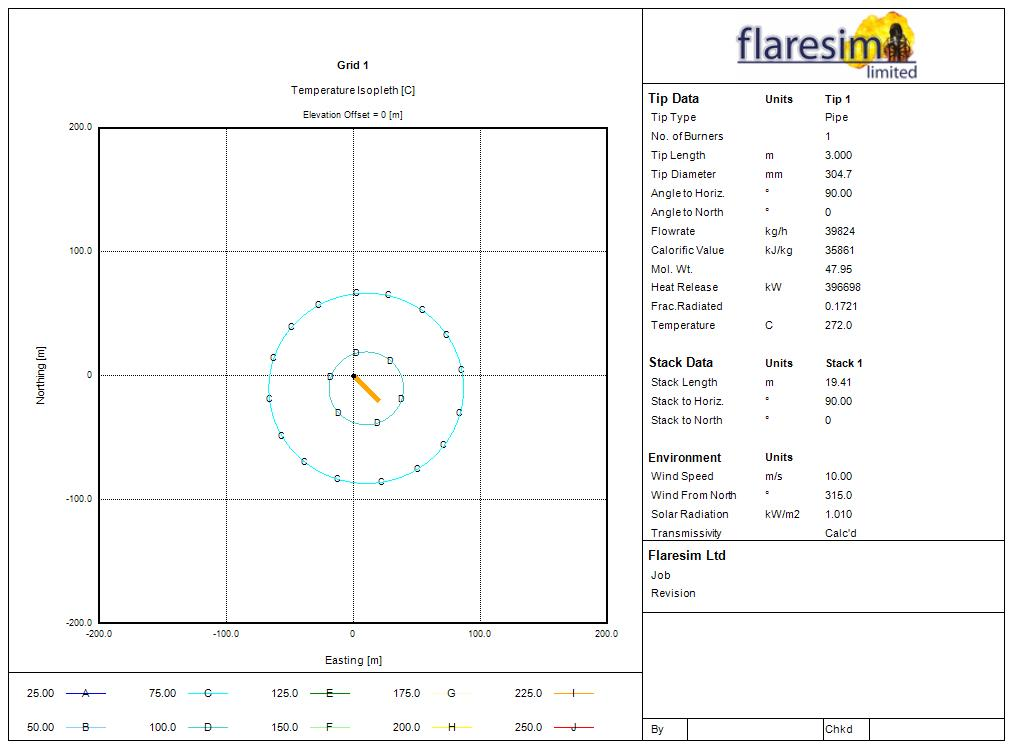 Grid 1
Temperature Isopleth [C]
Elevation Offset = 0 [m]
200.0
100.0
0
-100.0
-200.0
Northing [m]
C C C C C C C C C C C C C C C C C C
D D D D D D D
-200.0 -100.0 0 100.0 200.0
Easting [m]
25.00 A 75.00 C 125.0 E 175.0 G 225.0 I
50.00 B 100.0 D 150.0 F 200.0 H 250.0 J
flaresim
limited
Tip Data Units Tip 1
Tip Type Pipe
No. of Burners 1
Tip Length m 3.000
Tip Diameter mm 304.7
Angle to Horiz. ° 90.00
Angle to North ° 0
Flowrate kg/h 39824
Calorific Value kJ/kg 35861
Mol. Wt. 47.95
Heat Release kW 396698
Frac.Radiated 0.1721
Temperature C 272.0
Stack Data Units Stack 1
Stack Length m 19.41
Stack to Horiz. ° 90.00
Stack to North ° 0
Environment Units
Wind Speed m/s 10.00
Wind From North ° 315.0
Solar Radiation kW/m2 1.010
Transmissivity Calc'd
Flaresim Ltd
Job
Revision
By Chkd